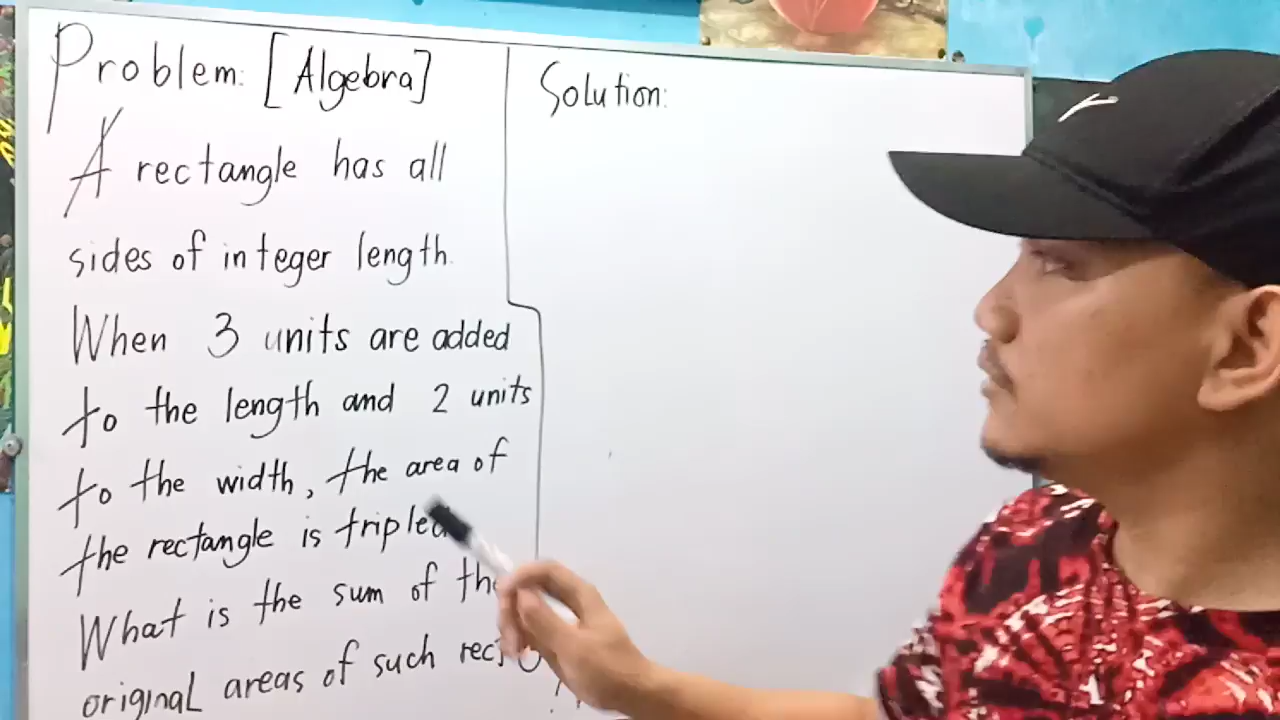 Problem: [Algebra]
A rectangle has all
sides of integer length.
When 3 units are added
to the length and 2 units
to the width, the area of
the rectangle is tripled
What is the sum of the
original areas of such
Solution: